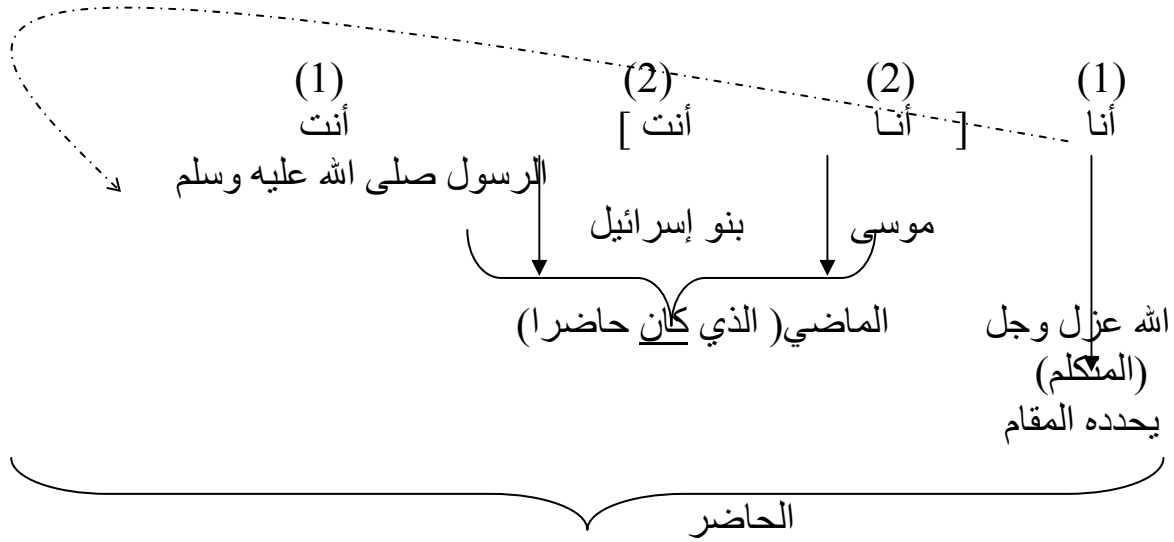 (1) (2) (2) (1)
أنا [ أنـا أنت ] أنت
الرسول صلى الله عليه وسلم
موسى بنو إسرائيل
الماضي( الذي كان حاضرا)
الله عزل وجل
(المتكلم)
يحدده المقام
الحاضر